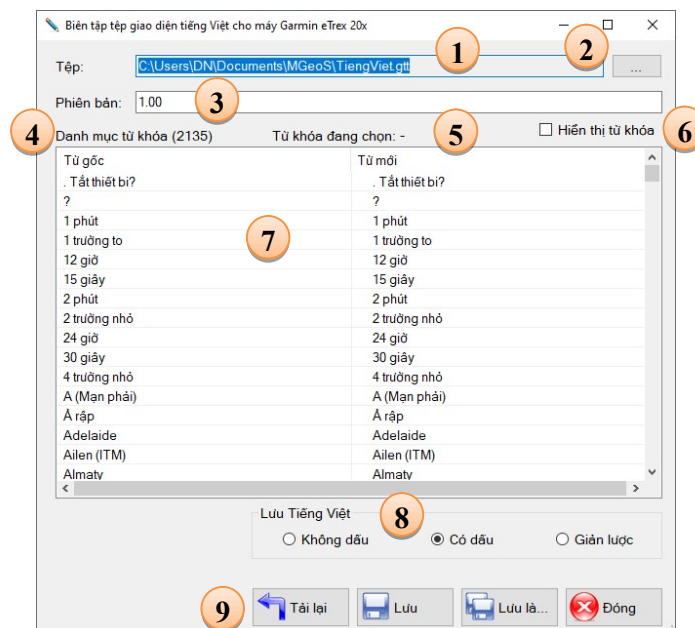 Biên tập tệp giao diện tiếng Việt cho máy Garmin eTrex 20x
Tệp: C:\Users\DN\Documents\MGeoS\TiengViet.gtt 1 2 ...
Phiên bản: 1.00 3
4 Danh mục từ khóa (2135) Từ khóa đang chọn: - 5 Hiển thị từ khóa 6
Từ gốc Từ mới
. Tắt thiết bi? . Tắt thiết bi?
? ?
1 phút 1 phút
1 trường to 7 1 trường to
12 giờ 12 giờ
15 giây 15 giây
2 phút 2 phút
2 trường nhỏ 2 trường nhỏ
24 giờ 24 giờ
30 giây 30 giây
4 trường nhỏ 4 trường nhỏ
A (Mạn phải) A (Mạn phải)
Ả rập Ả rập
Adelaide Adelaide
Ailen (ITM) Ailen (ITM)
Almaty Almaty
Lưu Tiếng Việt 8
Không dấu Có dấu Giản lược
9 Tải lại Lưu Lưu là... Đóng